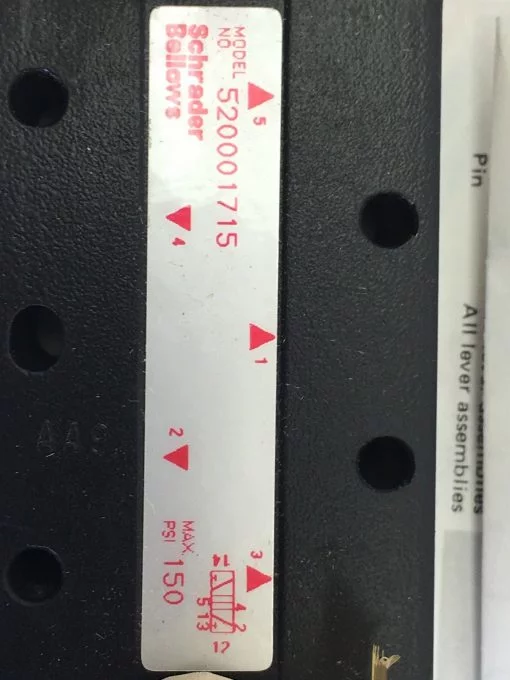 Schrader
Bellows
MODEL
NO.
520001715
5
4
1
2
3
MAX.
PSI
150
4 2
5 1 3
12
Pin
All lever assemblies